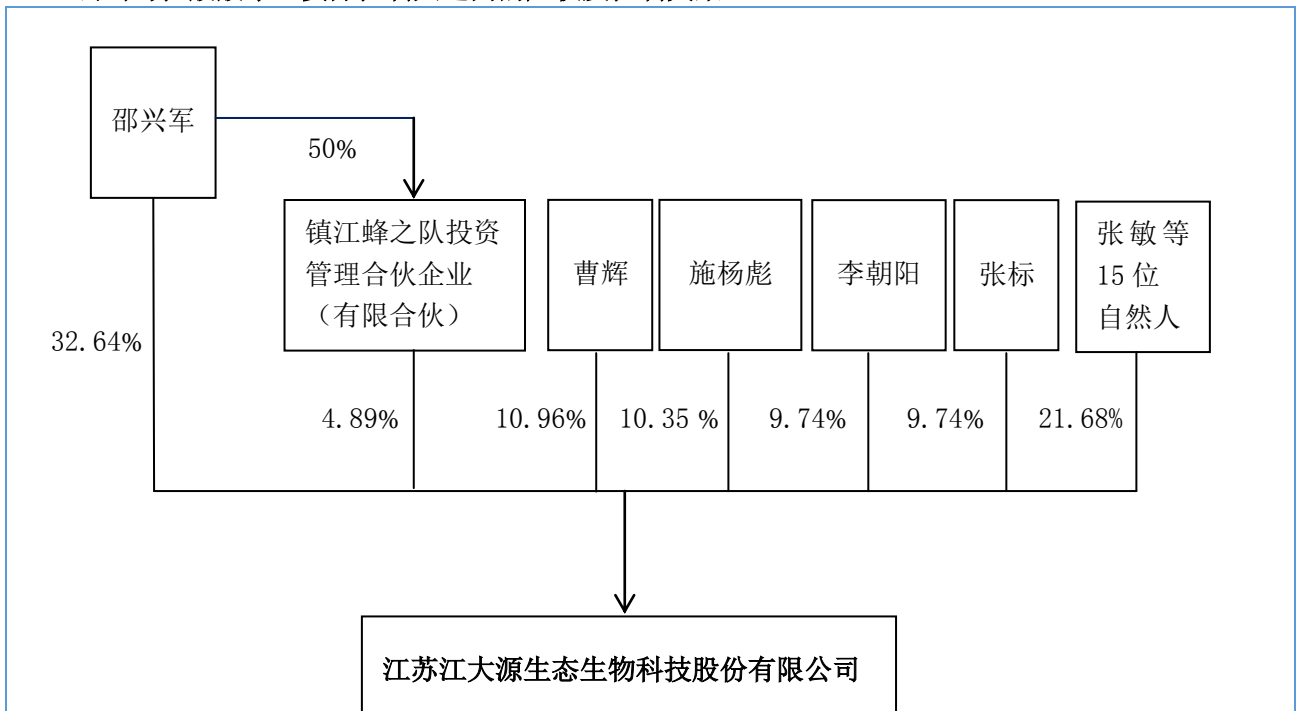 邵兴军
50%
镇江蜂之队投资
管理合伙企业
（有限合伙）
曹辉
施杨彪
李朝阳
张标
张敏等
15 位
自然人
32.64%
4.89%
10.96%
10.35 %
9.74%
9.74%
21.68%
江苏江大源生态生物科技股份有限公司